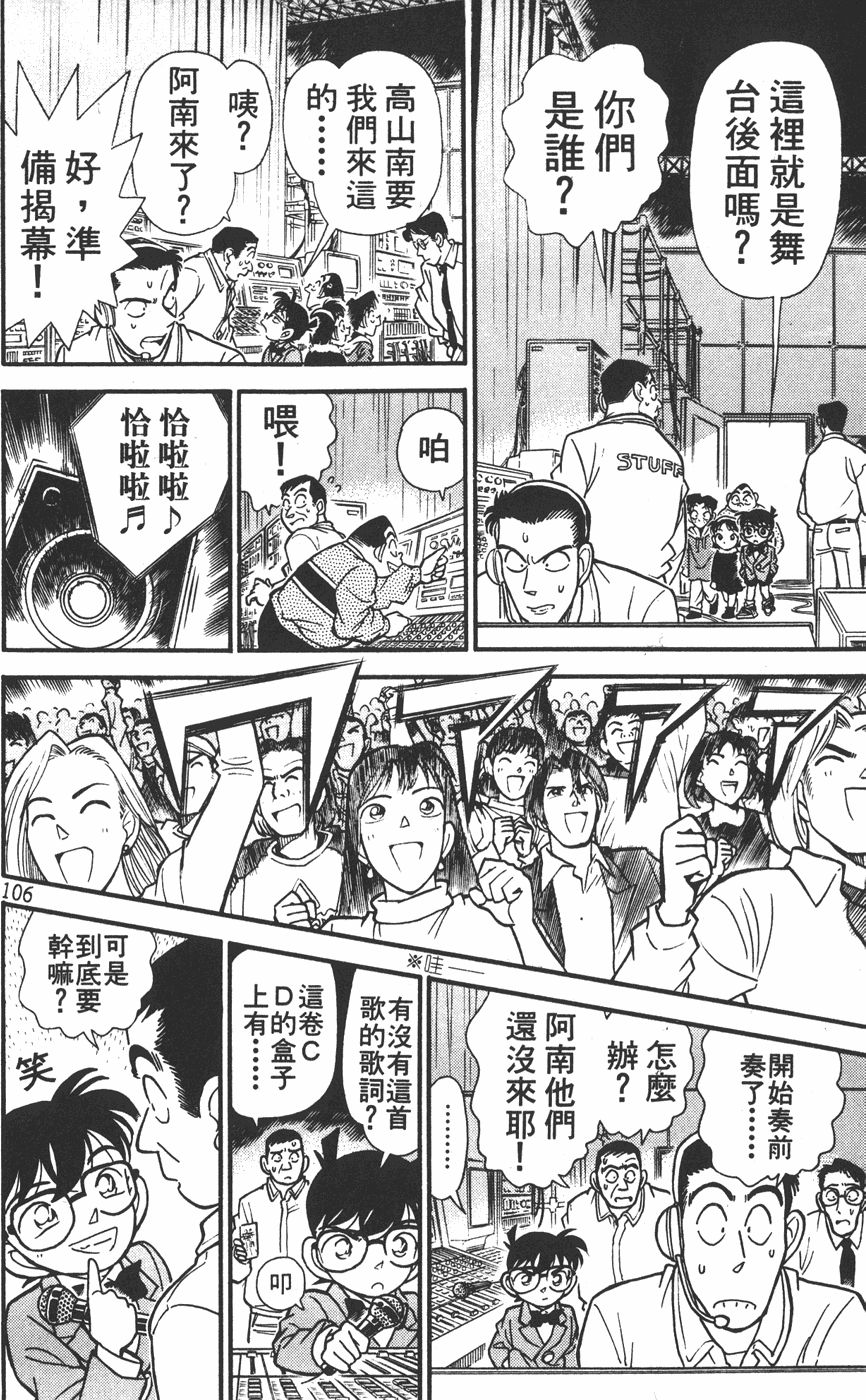 這裡就是舞
台後面嗎?
你們
是誰?
STUFF
高山南要
我們來這
的……
咦?
阿南來了?
好,準
備揭幕!
咱
喂!
恰啦啦♪
恰啦啦♬
ワアアア
※哇──
開始奏前
奏了……
怎麼
辦?
阿南他們
還沒來耶!
………
有沒有這首
歌的歌詞?
這卷C
D的盒子
上有……
叩
可是
到底要
幹嘛?
笑
106